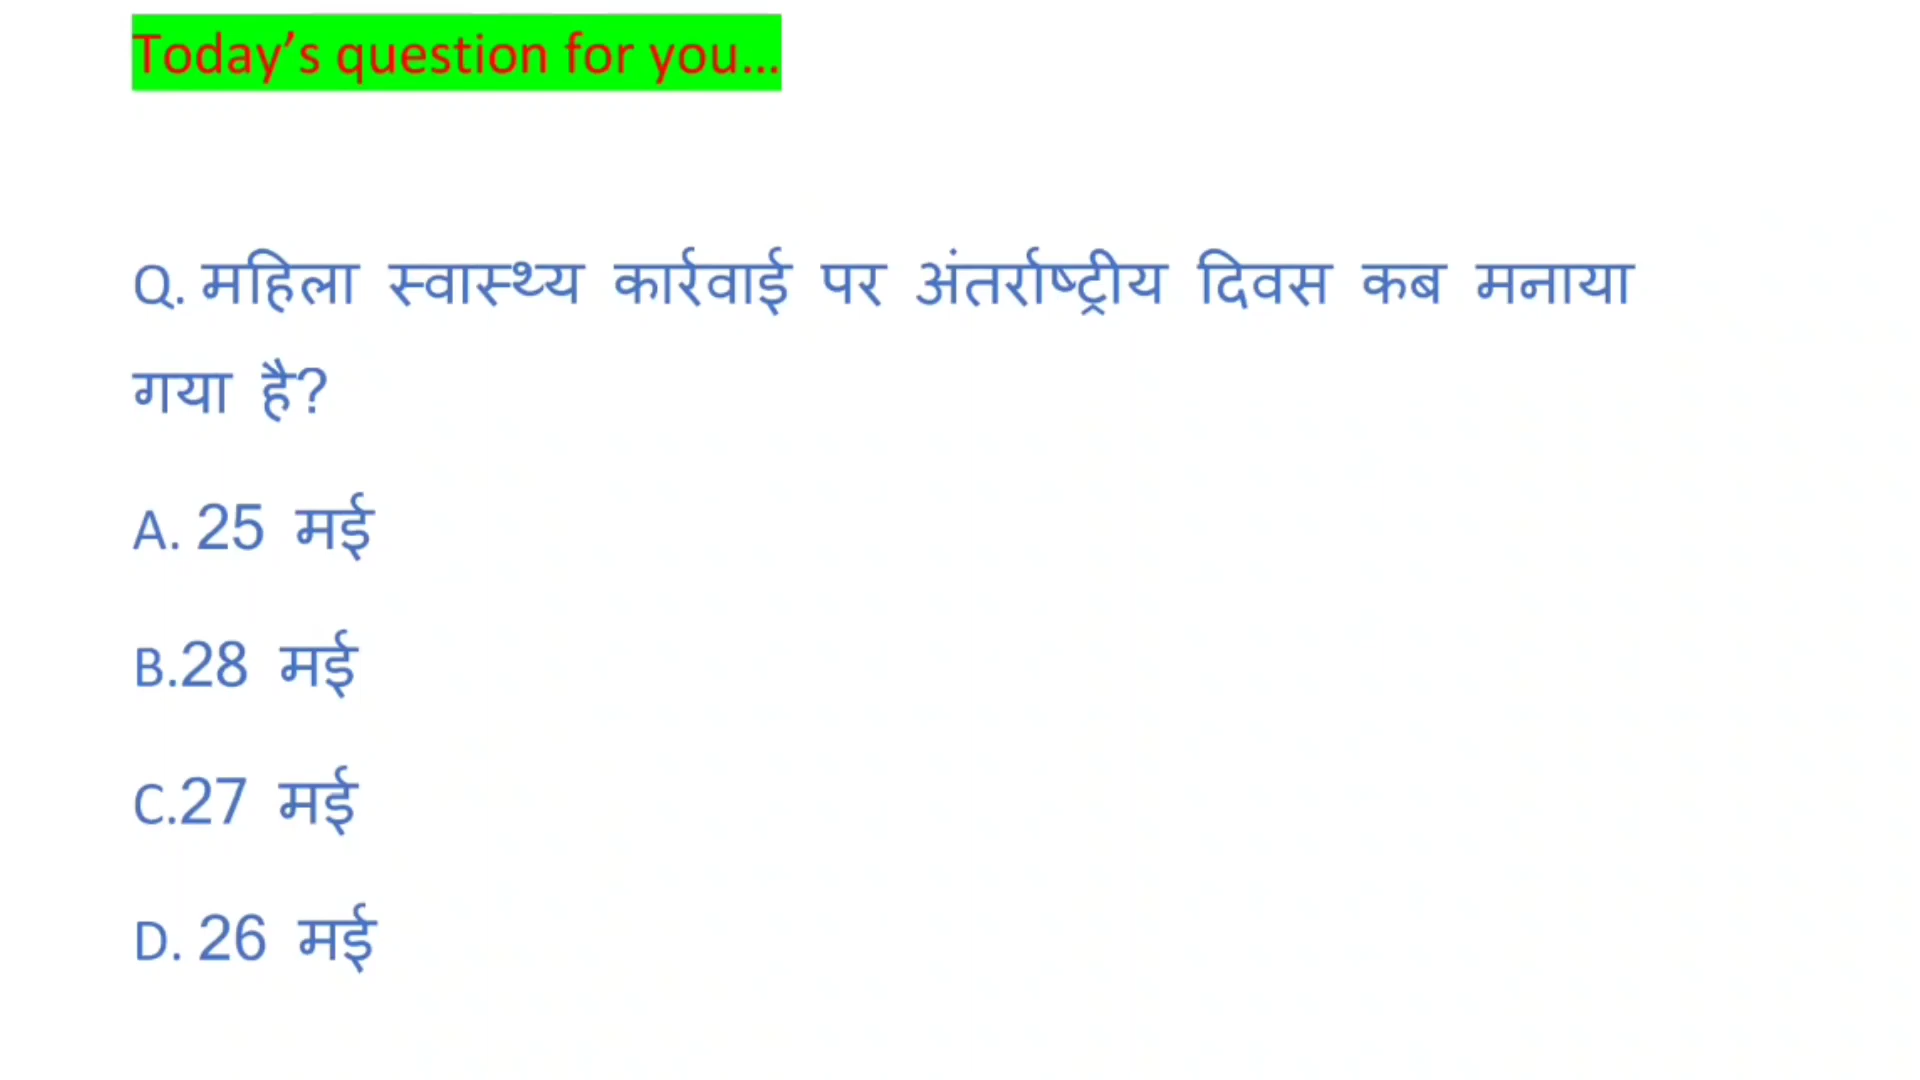 Today’s question for you...
Q. महिला स्वास्थ्य कार्रवाई पर अंतर्राष्ट्रीय दिवस कब मनाया
गया है?
A. 25 मई
B.28 मई
C.27 मई
D. 26 मई